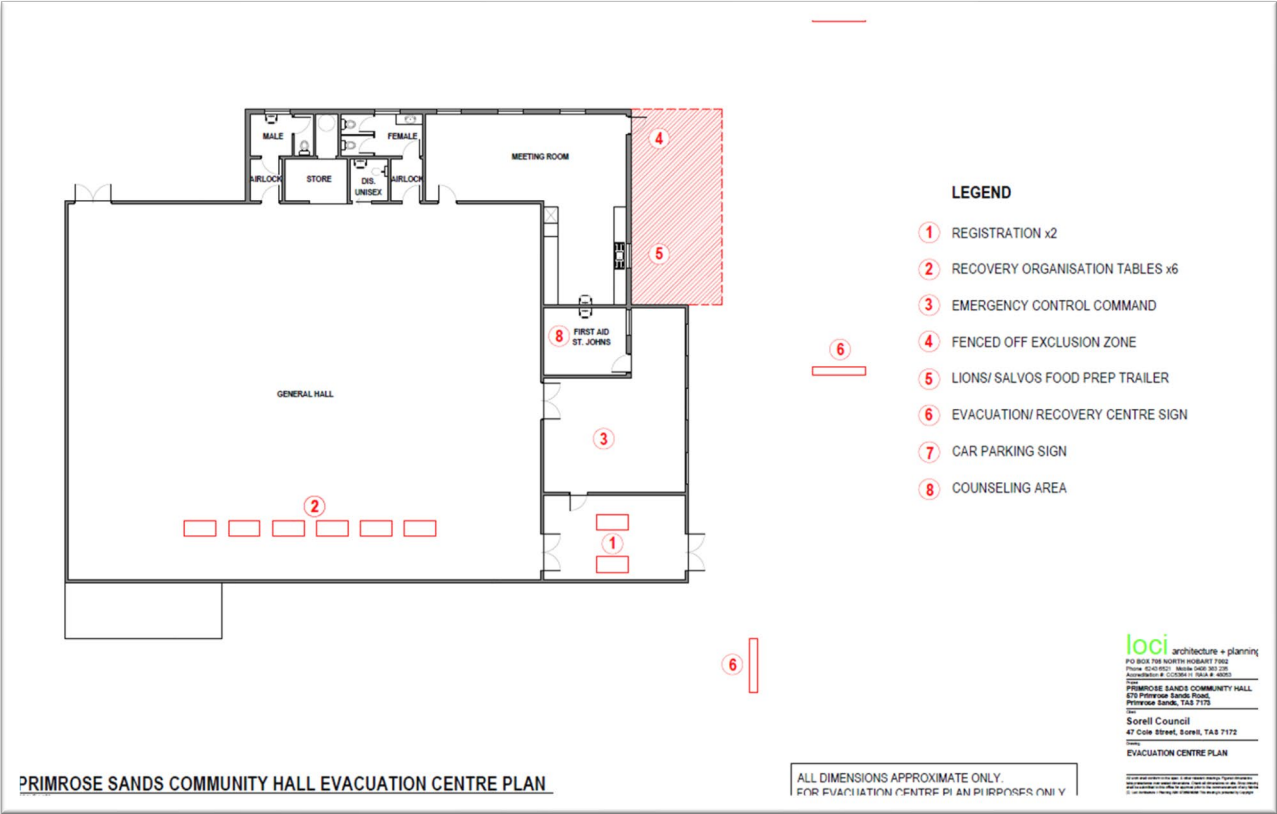 MALE
FEMALE
MEETING ROOM
4
AIRLOCK
STORE
DIS.
UNISEX
AIRLOCK
5
8
FIRST AID
ST. JOHNS
6
GENERAL HALL
3
2
1
6
LEGEND
1 REGISTRATION x2
2 RECOVERY ORGANISATION TABLES x6
3 EMERGENCY CONTROL COMMAND
4 FENCED OFF EXCLUSION ZONE
5 LIONS/ SALVOS FOOD PREP TRAILER
6 EVACUATION/ RECOVERY CENTRE SIGN
7 CAR PARKING SIGN
8 COUNSELING AREA
loci architecture + planning
PO BOX 705 NORTH HOBART 7002
PRIMROSE SANDS COMMUNITY HALL
570 Primrose Sands Road,
Primrose Sands, TAS 7173
Sorell Council
47 Cole Street, Sorell, TAS 7172
EVACUATION CENTRE PLAN
PRIMROSE SANDS COMMUNITY HALL EVACUATION CENTRE PLAN
ALL DIMENSIONS APPROXIMATE ONLY.
FOR EVACUATION CENTRE PLAN PURPOSES ONLY